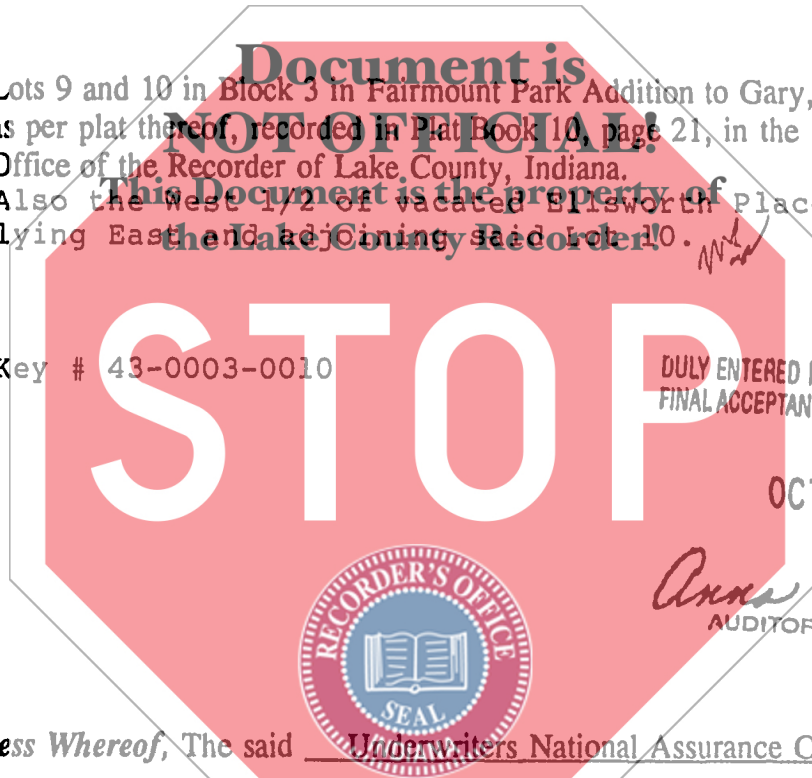 Document is
Lots 9 and 10 in Block 3 in Fairmount Park Addition to Gary,
as per plat thereof, recorded in Plat Book 10, page 21, in the
NOT OFFICIAL!
Office of the Recorder of Lake County, Indiana.
This Document is the property of
Also the West 1/2 of vacated Ellsworth Plac
the Lake County Recorder!
lying East and adjoining said Lot 10.
STOP
Key # 43-0003-0010
DULY ENTERED
FINAL ACCEPTAN
OCT
Anna
AUDITOR
RECORDER'S OFFICE
SEAL
ess Whereof, The said Underwriters National Assurance C